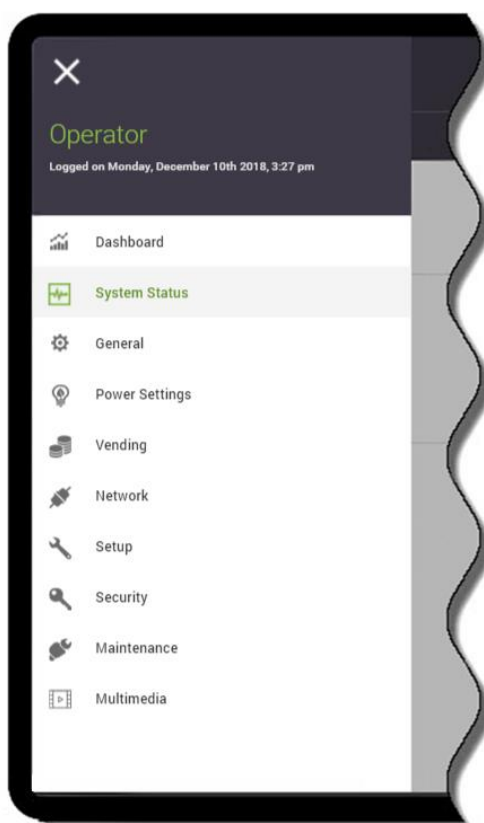 Operator
Logged on Monday, December 10th 2018, 3:27 pm
Dashboard
System Status
General
Power Settings
Vending
Network
Setup
Security
Maintenance
Multimedia